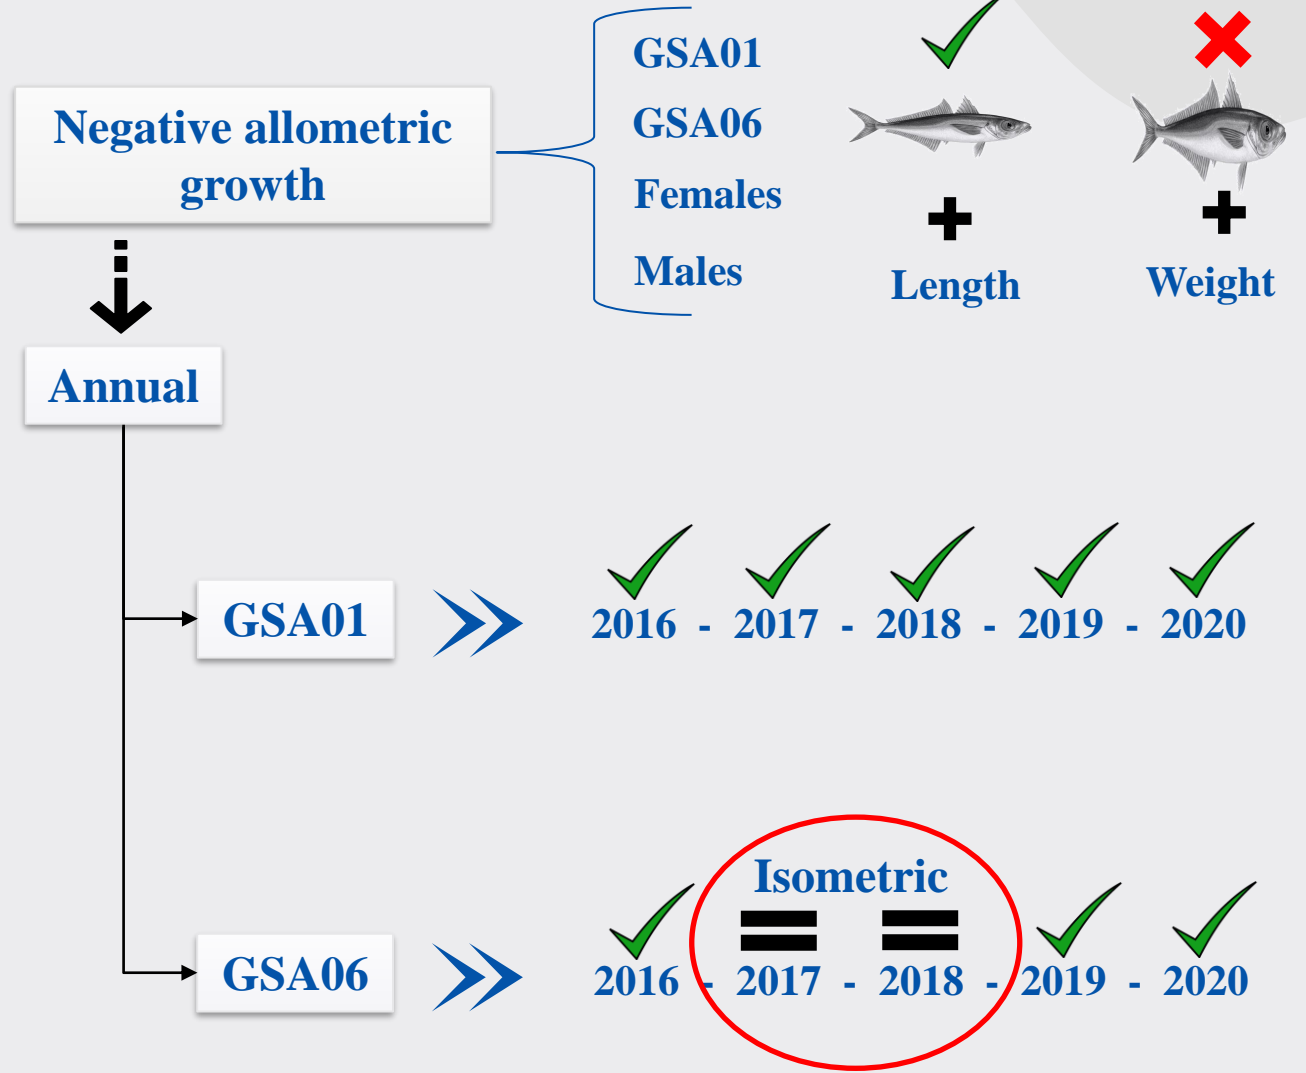 Negative allometric
growth
GSA01
GSA06
Females
Males
Length
Weight
Annual
GSA01
2016 - 2017 - 2018 - 2019 - 2020
Isometric
GSA06
2016 - 2017 - 2018 - 2019 - 2020